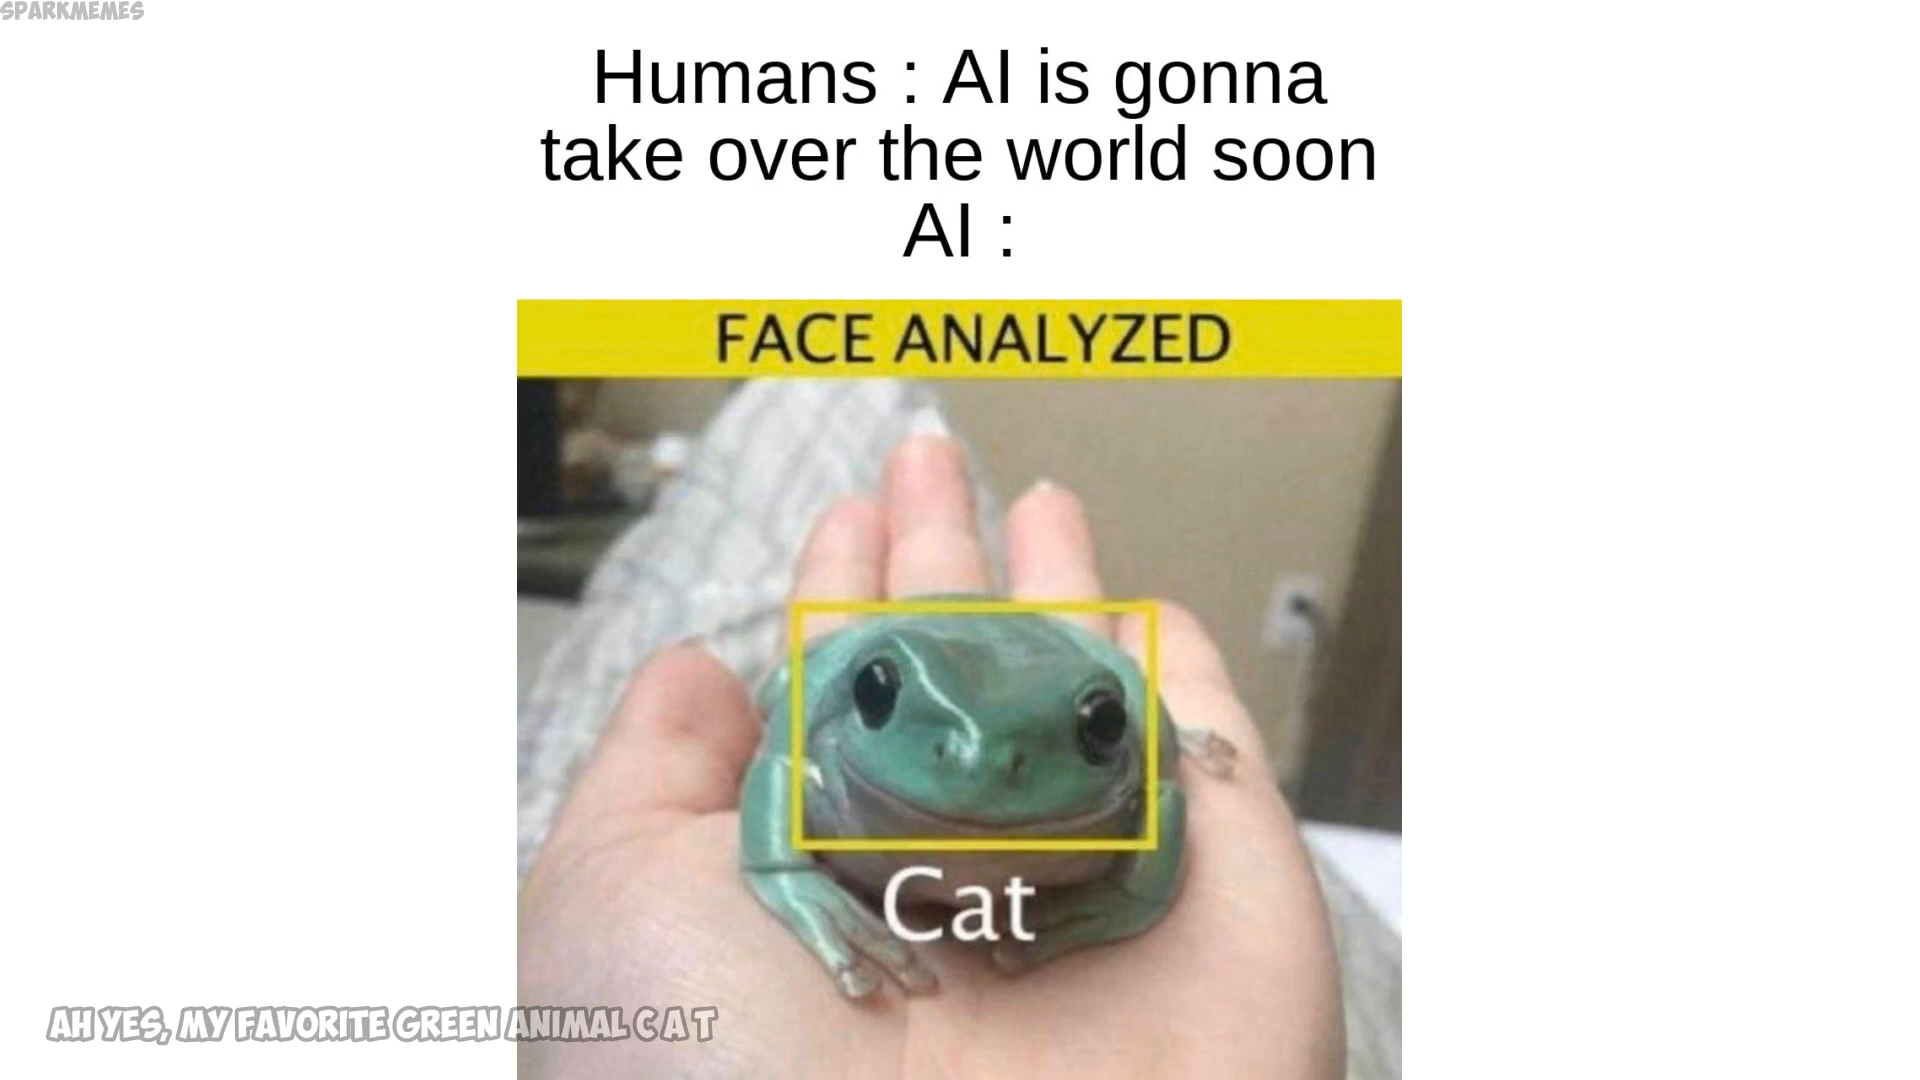 SPARKMEMES
Humans : AI is gonna
take over the world soon
AI :
FACE ANALYZED
Cat
AH YES, MY FAVORITE GREEN ANIMAL C A T